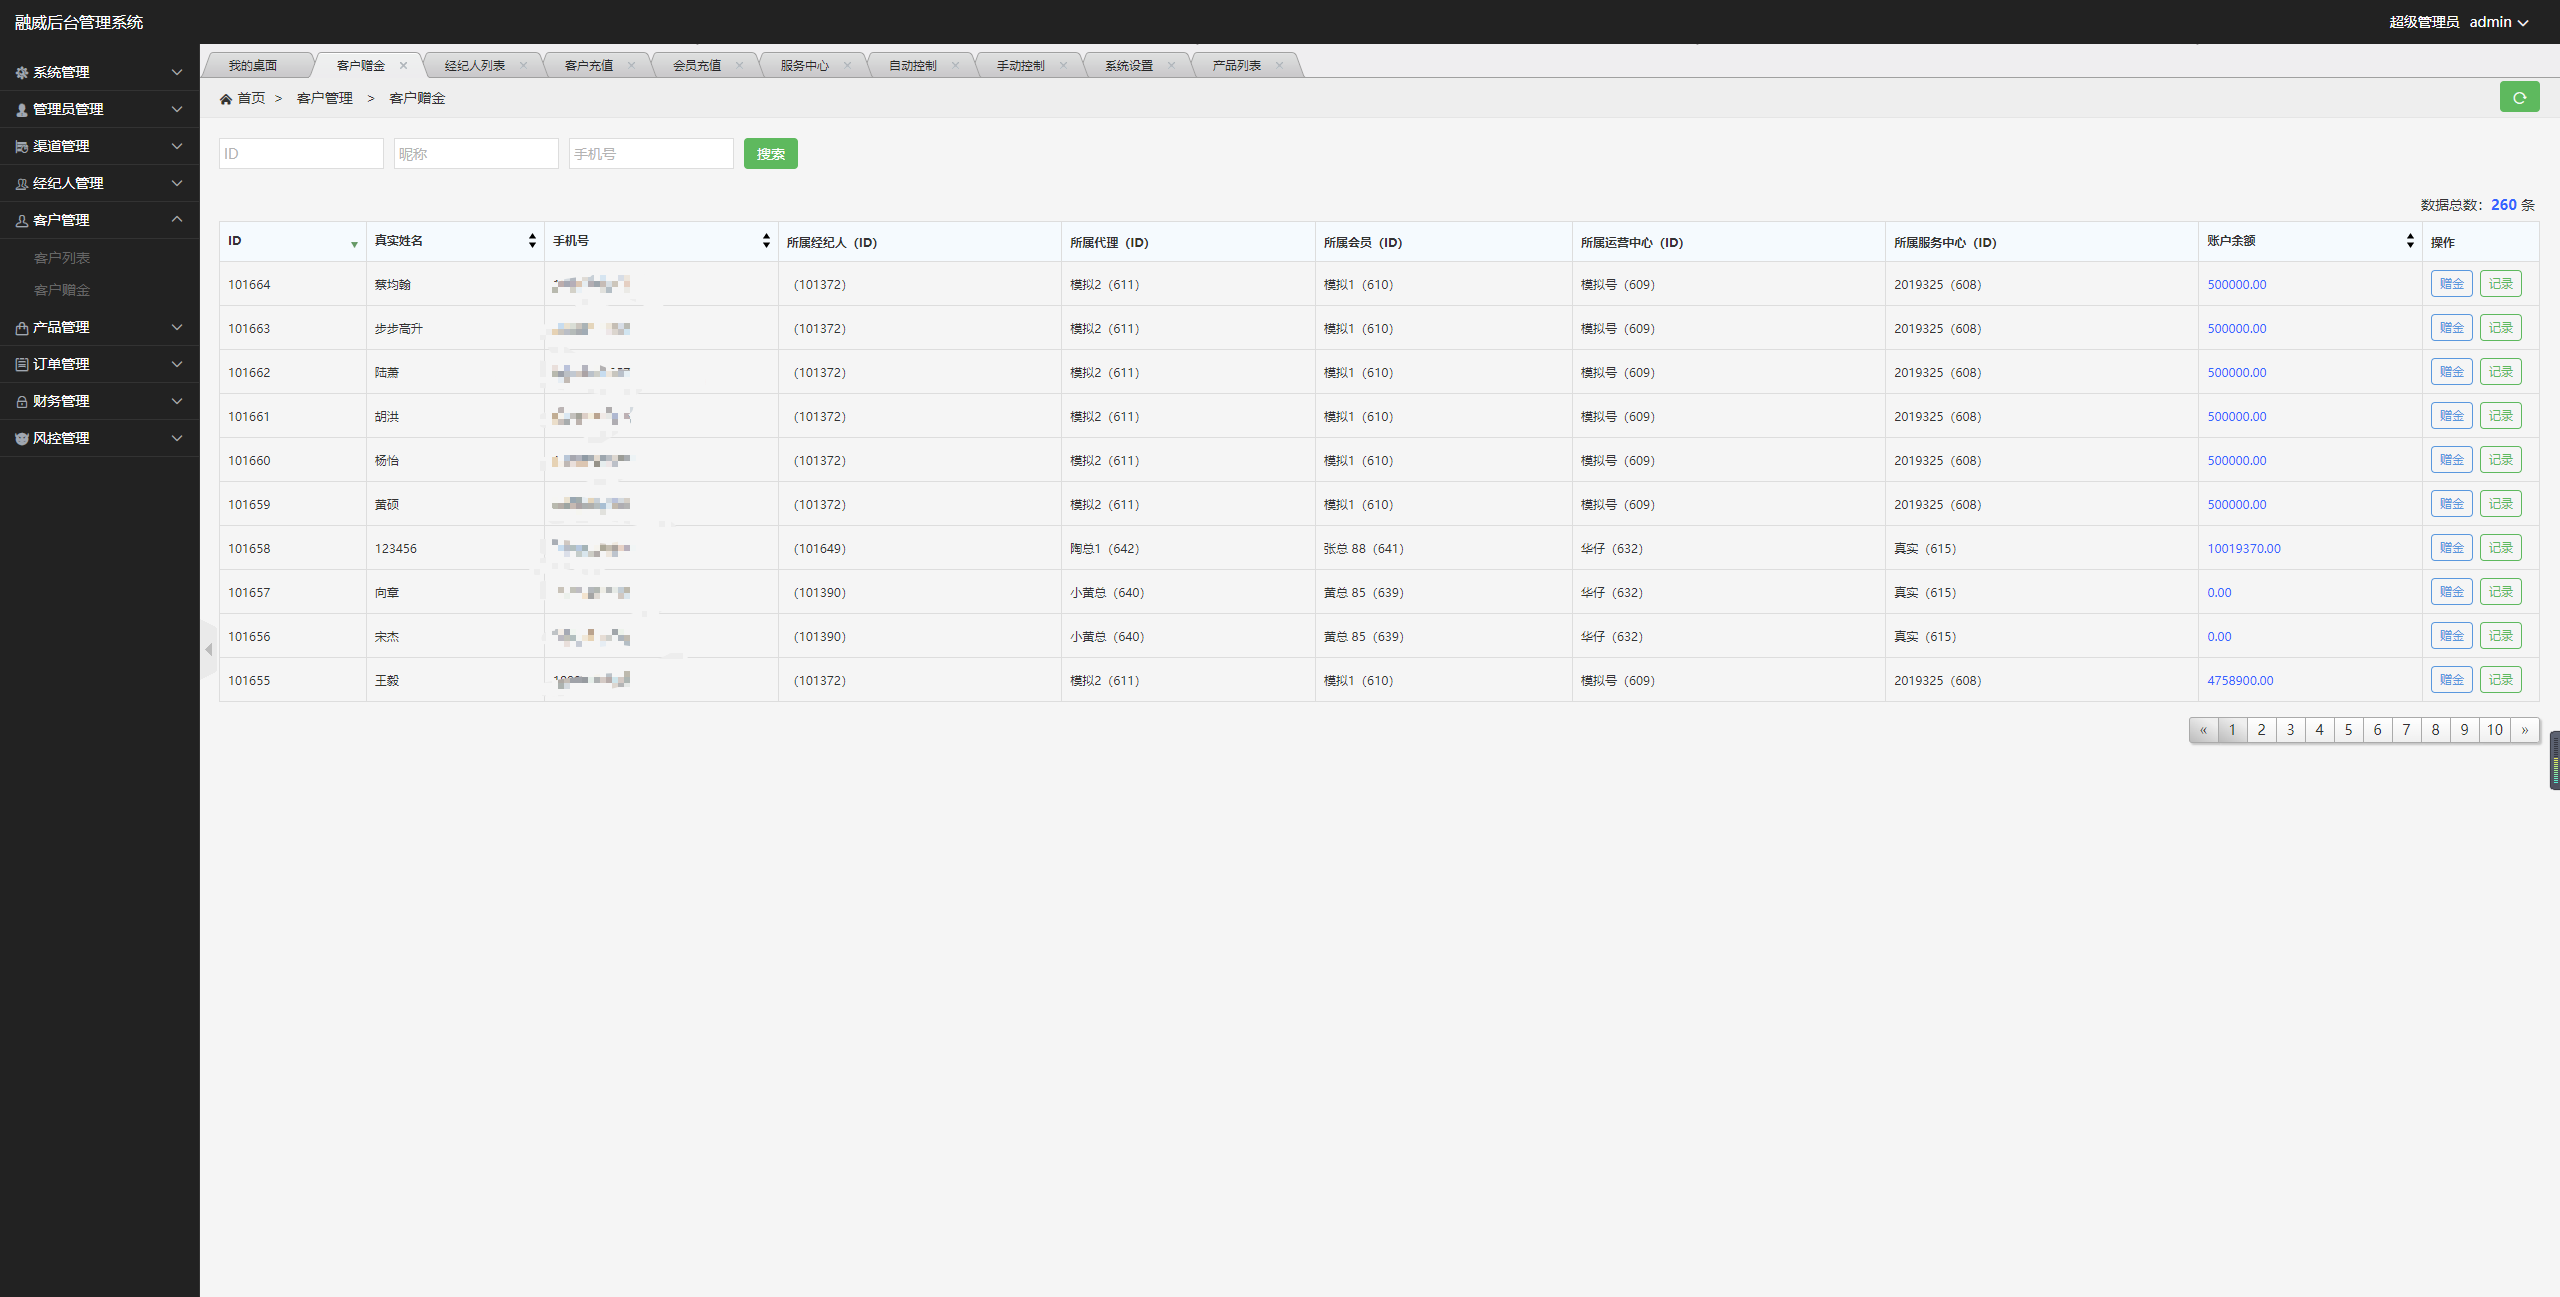 融威后台管理系统
超级管理员 admin
系统管理
管理员管理
渠道管理
经纪人管理
客户管理
客户列表
客户赠金
产品管理
订单管理
财务管理
风控管理
我的桌面 客户赠金 经纪人列表 客户充值 会员充值 服务中心 自动控制 手动控制 系统设置 产品列表
首页 > 客户管理 > 客户赠金
ID 昵称 手机号 搜索
数据总数：260 条
ID 真实姓名 手机号 所属经纪人（ID） 所属代理（ID） 所属会员（ID） 所属运营中心（ID） 所属服务中心（ID） 账户余额 操作
101664 蔡均翰 （101372） 模拟2（611） 模拟1（610） 模拟号（609） 2019325（608） 500000.00 赠金 记录
101663 步步高升 （101372） 模拟2（611） 模拟1（610） 模拟号（609） 2019325（608） 500000.00 赠金 记录
101662 陆萧 （101372） 模拟2（611） 模拟1（610） 模拟号（609） 2019325（608） 500000.00 赠金 记录
101661 胡洪 （101372） 模拟2（611） 模拟1（610） 模拟号（609） 2019325（608） 500000.00 赠金 记录
101660 杨怡 （101372） 模拟2（611） 模拟1（610） 模拟号（609） 2019325（608） 500000.00 赠金 记录
101659 黄硕 （101372） 模拟2（611） 模拟1（610） 模拟号（609） 2019325（608） 500000.00 赠金 记录
101658 123456 （101649） 陶总1（642） 张总 88（641） 华仔（632） 真实（615） 10019370.00 赠金 记录
101657 向章 （101390） 小黄总（640） 黄总 85（639） 华仔（632） 真实（615） 0.00 赠金 记录
101656 宋杰 （101390） 小黄总（640） 黄总 85（639） 华仔（632） 真实（615） 0.00 赠金 记录
101655 王毅 （101372） 模拟2（611） 模拟1（610） 模拟号（609） 2019325（608） 4758900.00 赠金 记录
« 1 2 3 4 5 6 7 8 9 10 »